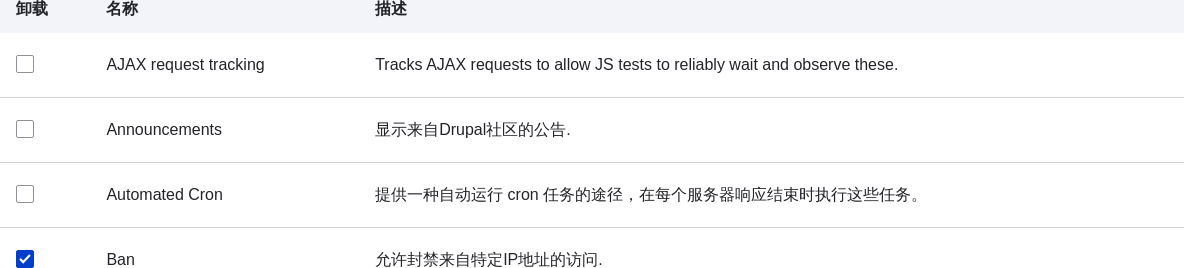 卸载 名称 描述
AJAX request tracking Tracks AJAX requests to allow JS tests to reliably wait and observe these.
Announcements 显示来自Drupal社区的公告.
Automated Cron 提供一种自动运行 cron 任务的途径，在每个服务器响应结束时执行这些任务。
Ban 允许封禁来自特定IP地址的访问.